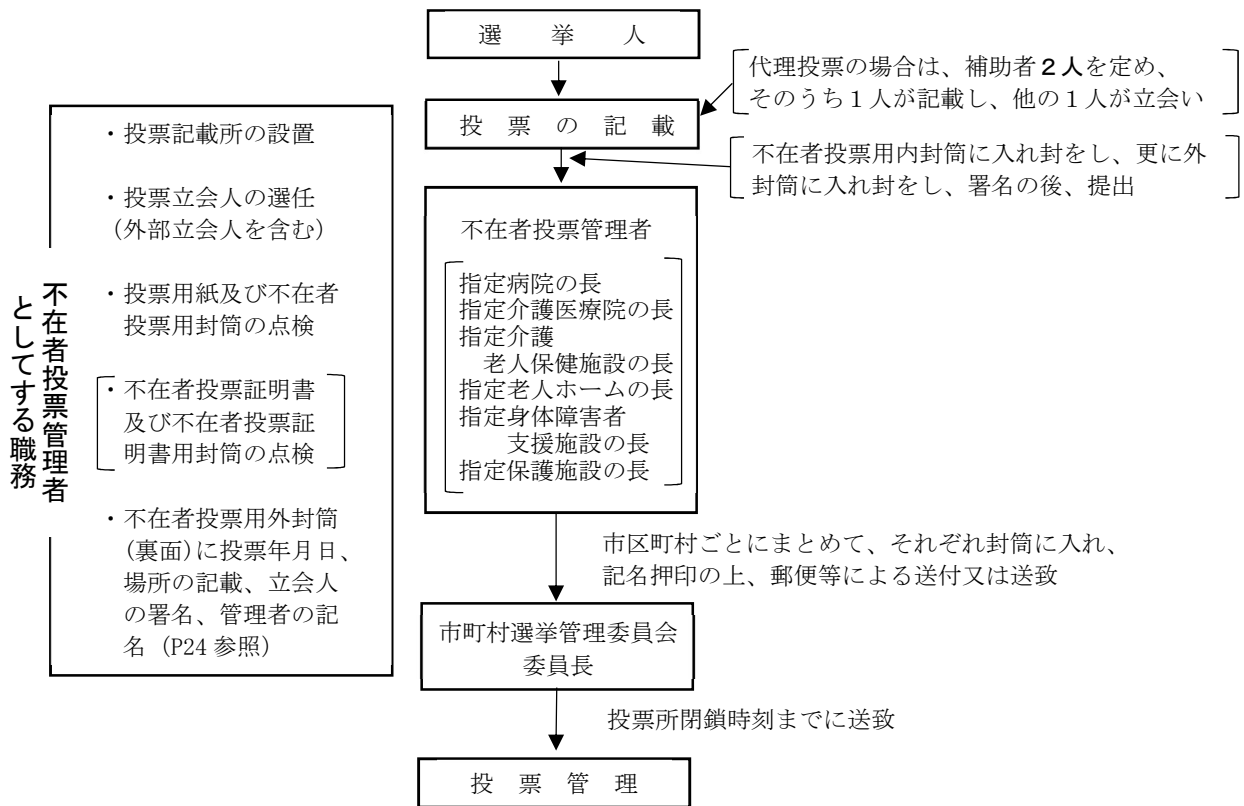 選 挙 人
代理投票の場合は、補助者２人を定め、
そのうち１人が記載し、他の１人が立会い
投 票 の 記 載
不在者投票用内封筒に入れ封をし、更に外
封筒に入れ封をし、署名の後、提出
不在者投票管理者
としてする職務
・投票記載所の設置
・投票立会人の選任
(外部立会人を含む)
・投票用紙及び不在者
投票用封筒の点検
・不在者投票証明書
及び不在者投票証
明書用封筒の点検
・不在者投票用外封筒
(裏面)に投票年月日、
場所の記載、立会人
の署名、管理者の記
名（P24 参照）
不在者投票管理者
指定病院の長
指定介護医療院の長
指定介護
老人保健施設の長
指定老人ホームの長
指定身体障害者
支援施設の長
指定保護施設の長
市区町村ごとにまとめて、それぞれ封筒に入れ、
記名押印の上、郵便等による送付又は送致
市町村選挙管理委員会
委員長
投票所閉鎖時刻までに送致
投 票 管 理